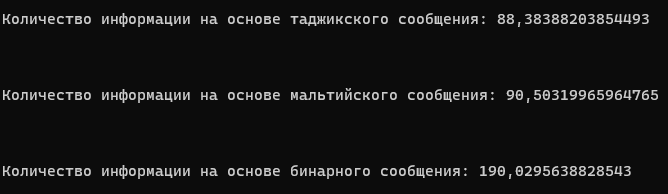 Количество информации на основе таджикского сообщения: 88,38388203854493
Количество информации на основе мальтийского сообщения: 90,50319965964765
Количество информации на основе бинарного сообщения: 190,0295638828543